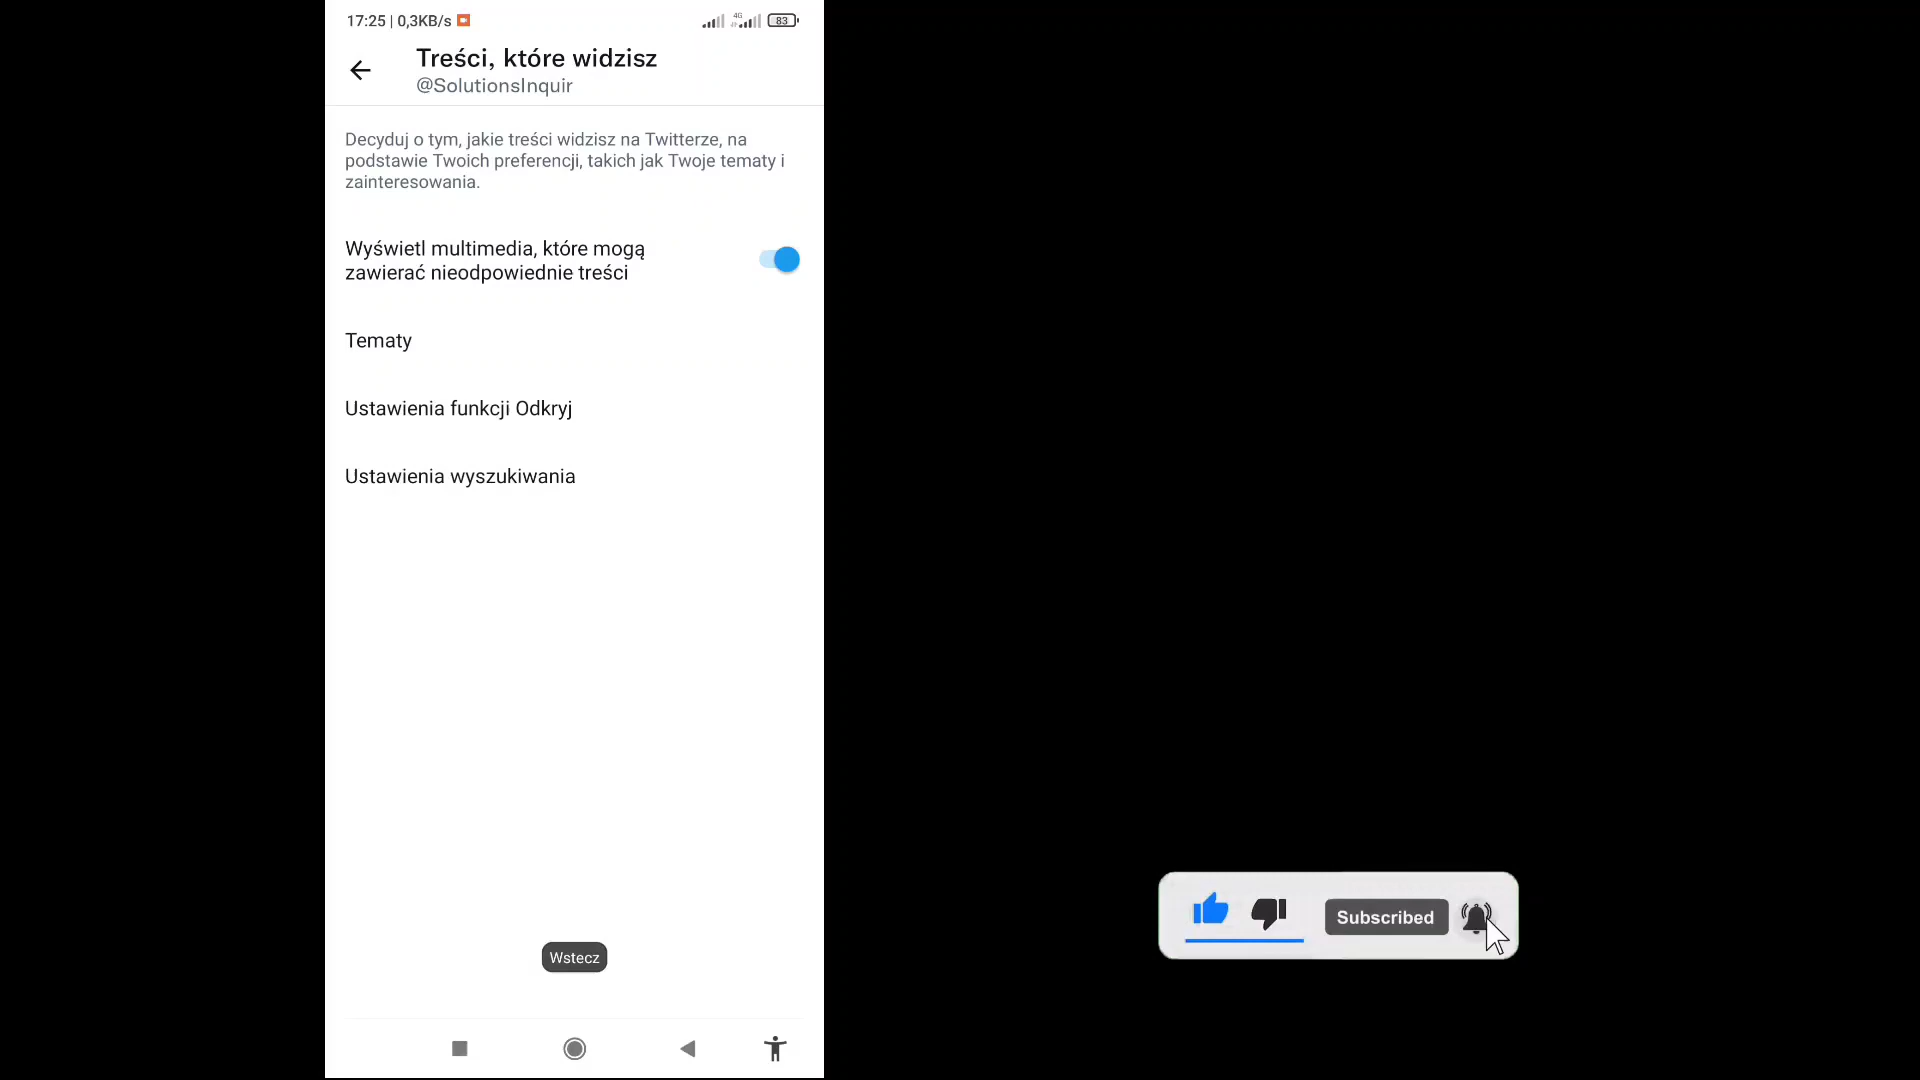 17:25 | 0,3KB/s
4G
83
Treści, które widzisz
@SolutionsInquir
Decyduj o tym, jakie treści widzisz na Twitterze, na
podstawie Twoich preferencji, takich jak Twoje tematy i
zainteresowania.
Wyświetl multimedia, które mogą
zawierać nieodpowiednie treści
Tematy
Ustawienia funkcji Odkryj
Ustawienia wyszukiwania
Subscribed
Wstecz